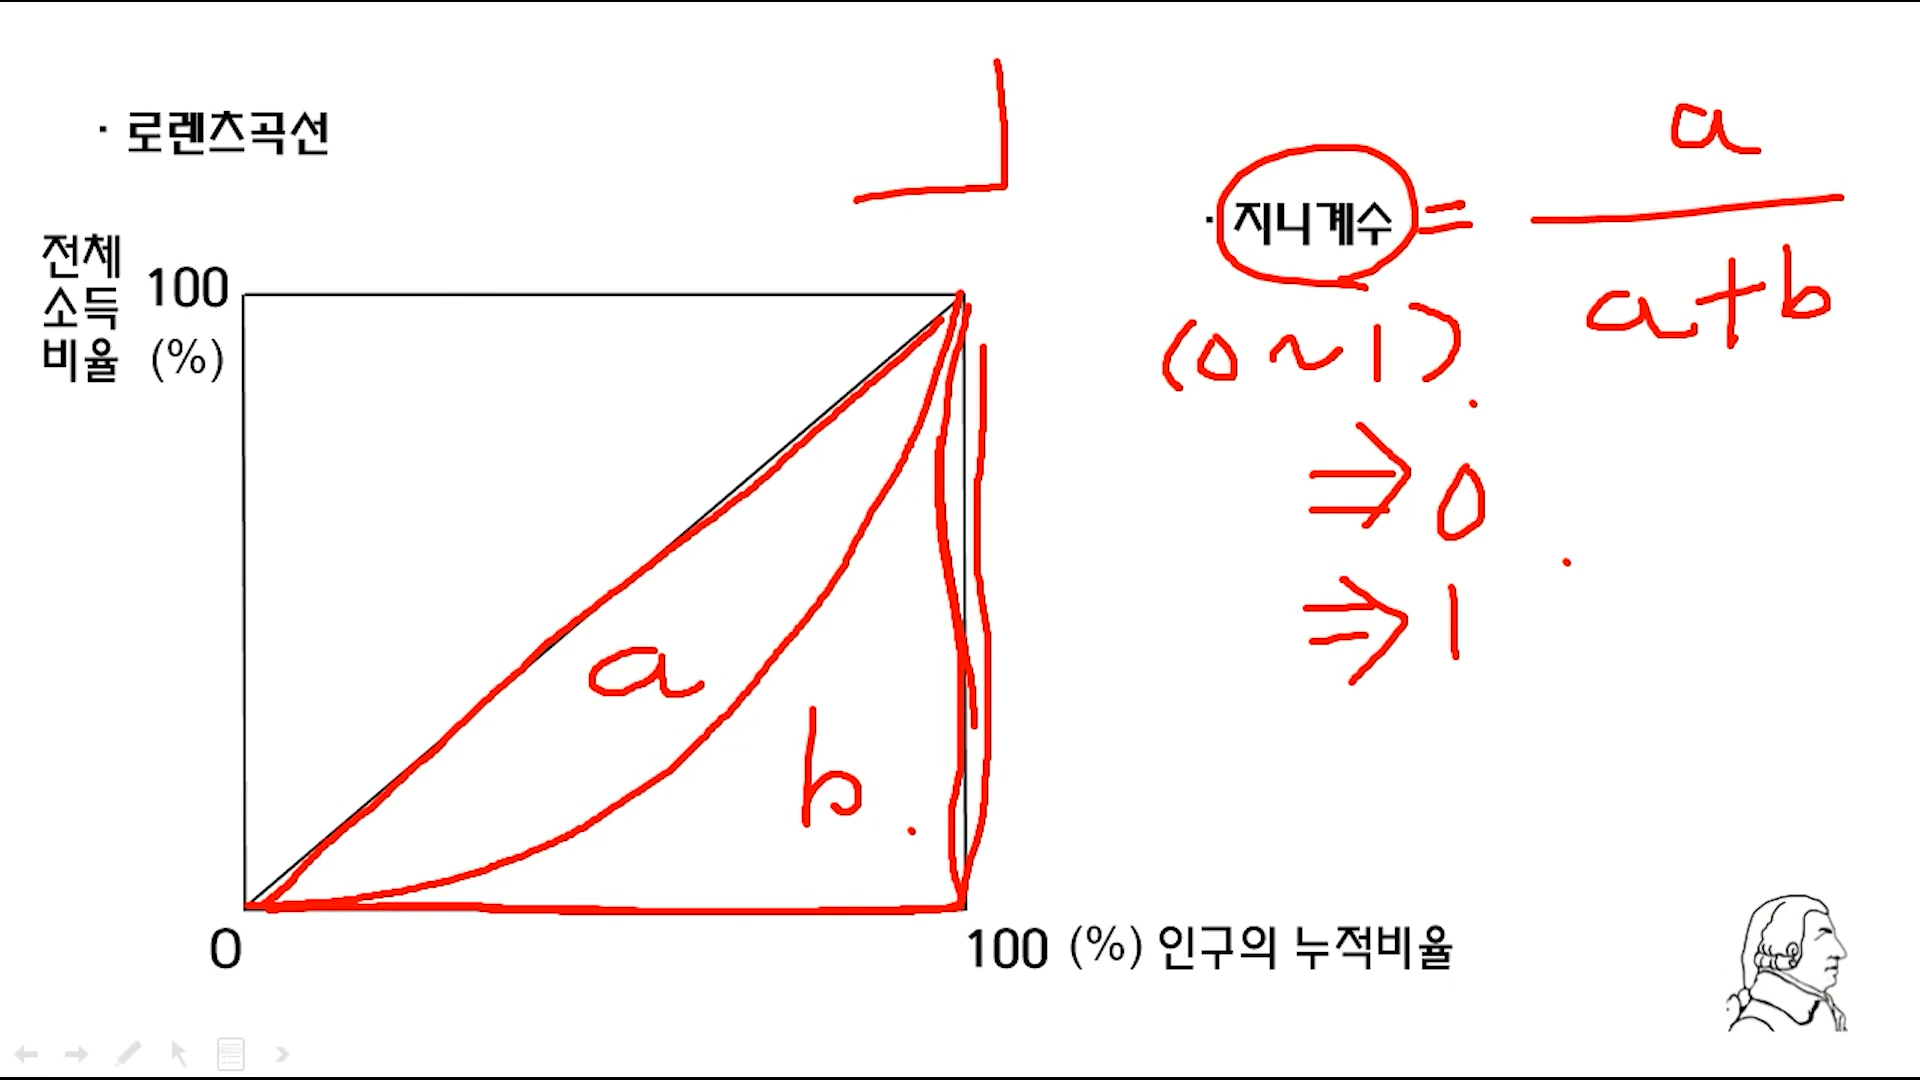 · 로렌츠곡선
전체
소득
비율
100
(%)
0
100 (%) 인구의 누적비율
a
b
· 지니계수 = a / a+b
(0 ~ 1)
⇒ 0
⇒ 1